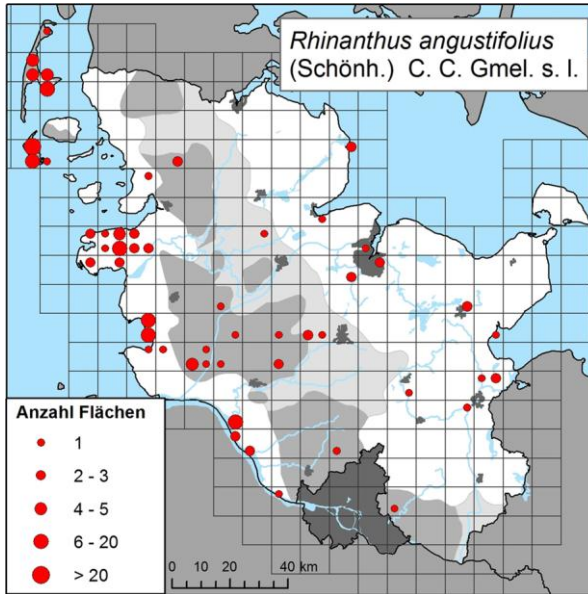 Rhinanthus angustifolius
(Schönh.) C. C. Gmel. s. l.
Anzahl Flächen
1
2 - 3
4 - 5
6 - 20
> 20
0 10 20 40 km